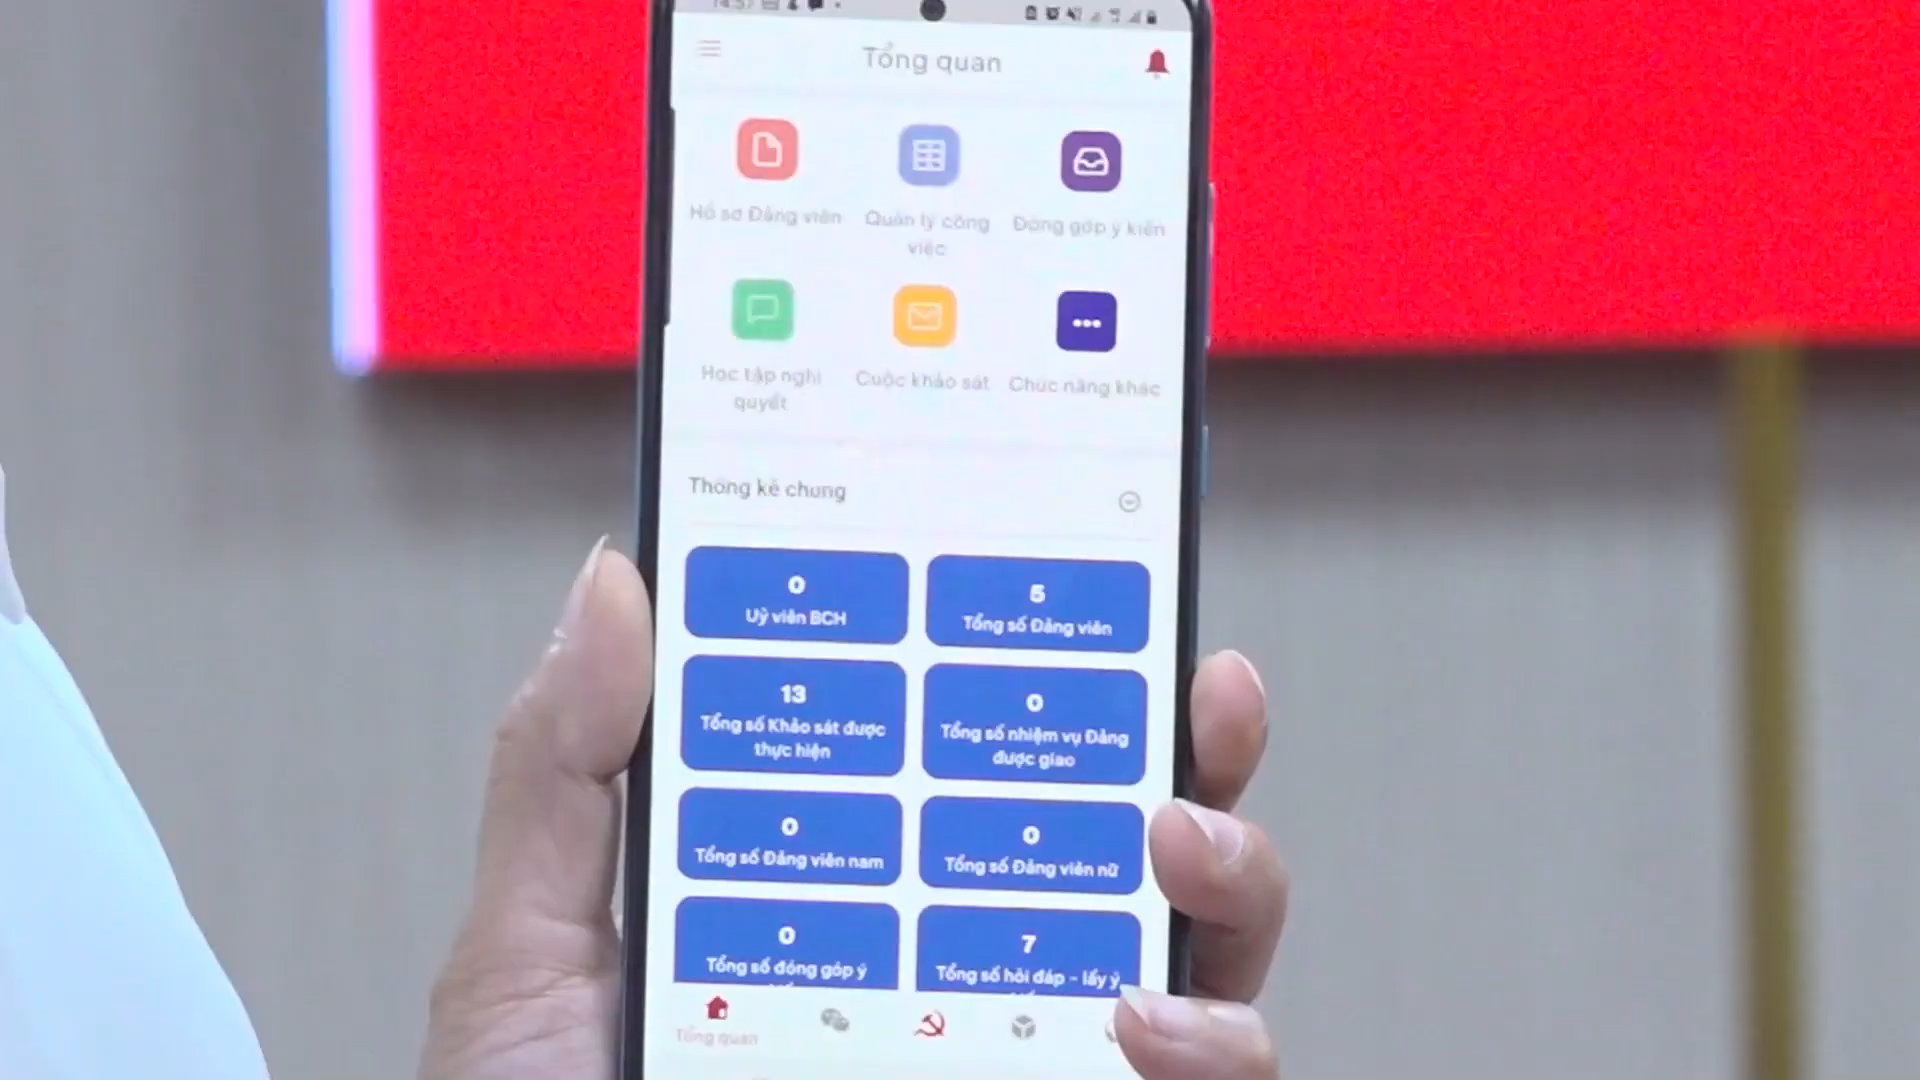 14:57
Tổng quan
Hồ sơ Đảng viên
Quản lý công
việc
Đóng góp ý kiến
Học tập nghị
quyết
Cuộc khảo sát
Chức năng khác
Thống kê chung
0
Uỷ viên BCH
5
Tổng số Đảng viên
13
Tổng số Khảo sát được
thực hiện
0
Tổng số nhiệm vụ Đảng
được giao
0
Tổng số Đảng viên nam
0
Tổng số Đảng viên nữ
0
Tổng số đóng góp ý
7
Tổng số hỏi đáp - lấy ý
Tổng quan